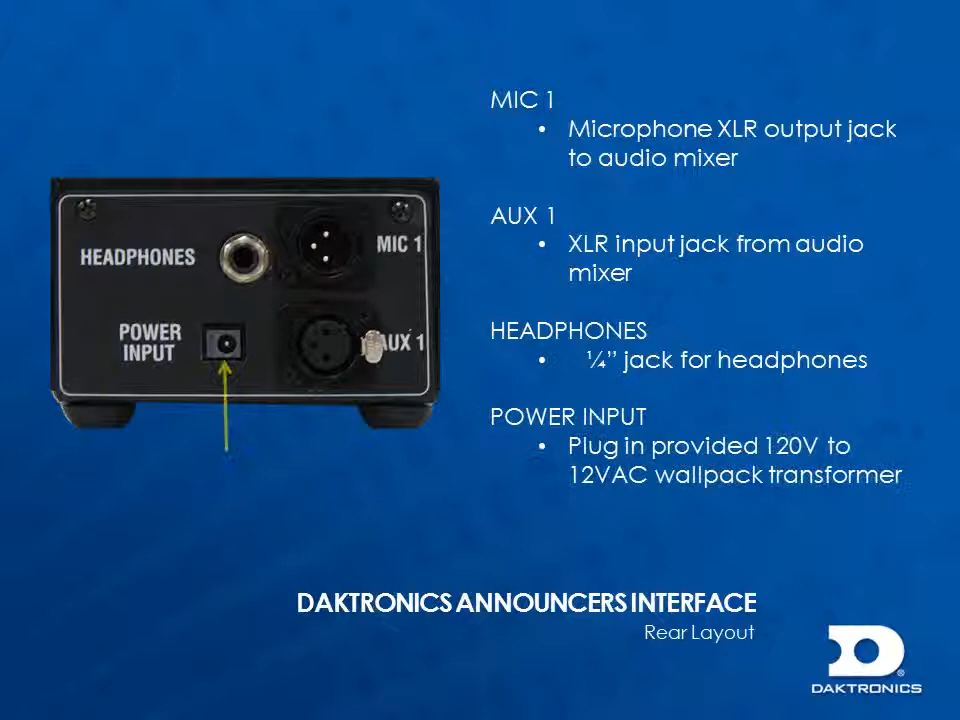 MIC 1
• Microphone XLR output jack
to audio mixer
AUX 1
• XLR input jack from audio
mixer
HEADPHONES
• ¼” jack for headphones
POWER INPUT
• Plug in provided 120V to
12VAC wallpack transformer
HEADPHONES
MIC 1
POWER
INPUT
AUX 1
DAKTRONICS ANNOUNCERS INTERFACE
Rear Layout
DAKTRONICS
®